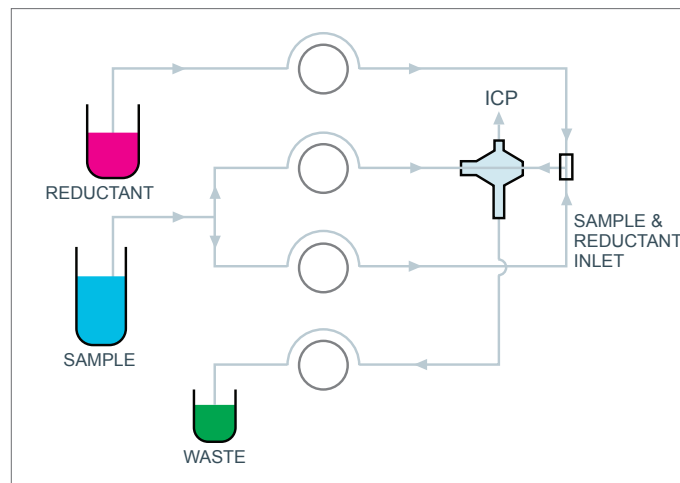 ICP
REDUCTANT
SAMPLE &
REDUCTANT
INLET
SAMPLE
WASTE